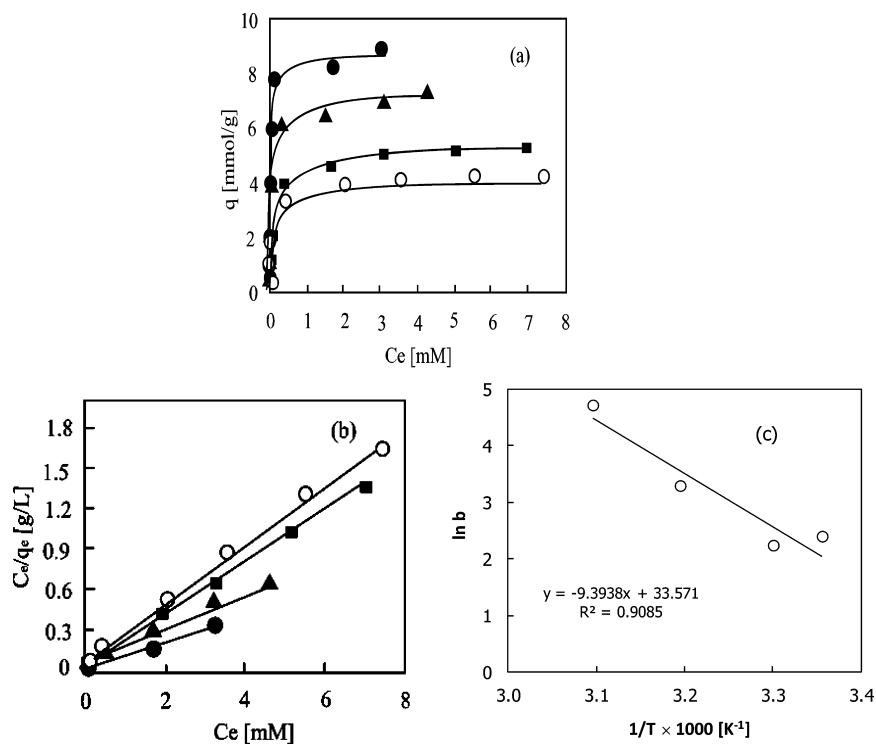 10
8
6
4
2
0
q [mmol/g]
(a)
0 1 2 3 4 5 6 7 8
Ce [mM]
1.8
1.5
1.2
0.9
0.6
0.3
0
Ce/qe [g/L]
(b)
0 2 4 6 8
Ce [mM]
5
4
3
2
1
0
ln b
(c)
y = -9.3938x + 33.571
R² = 0.9085
3.0 3.1 3.2 3.3 3.4
1/T × 1000 [K⁻¹]